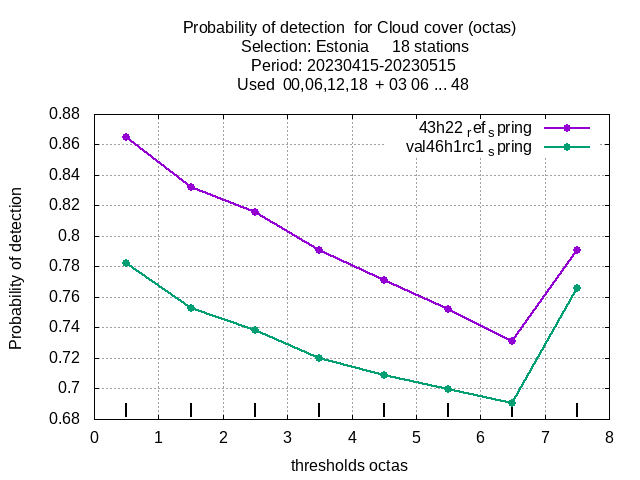 Probability of detection  for Cloud cover (octas)
Selection: Estonia     18 stations
Period: 20230415-20230515
Used  00,06,12,18  + 03 06 ... 48
43h22 ref spring
val46h1rc1 spring
0.88
0.86
0.84
0.82
0.8
0.78
0.76
0.74
0.72
0.7
0.68
Probability of detection
0 1 2 3 4 5 6 7 8
thresholds octas